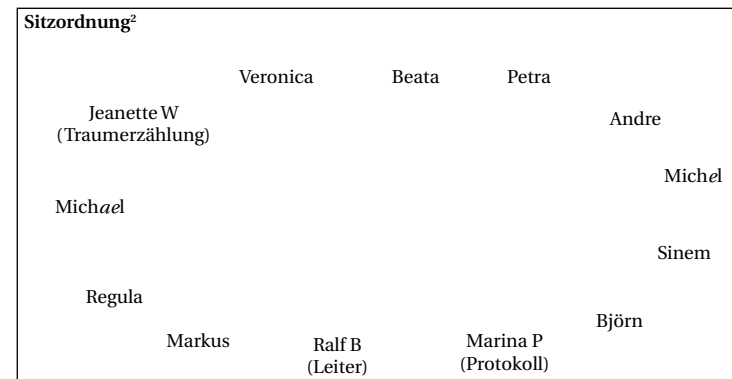 Sitzordnung²
Veronica Beata Petra
Jeanette W
(Traumerzählung)
Andre
Michel
Michael
Sinem
Regula
Björn
Markus
Ralf B
(Leiter)
Marina P
(Protokoll)